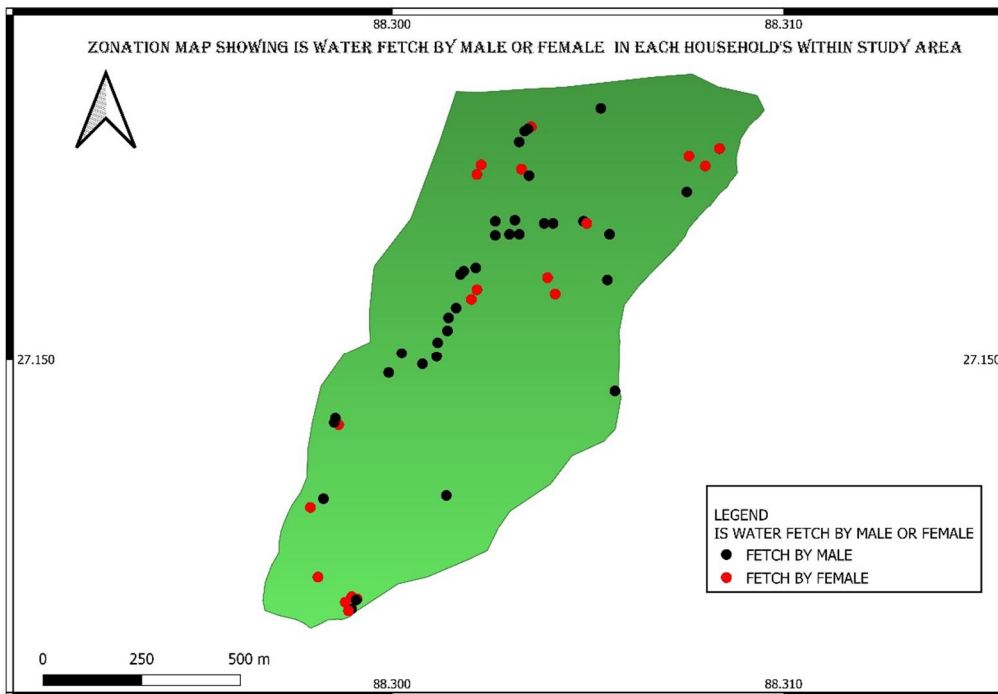 88.300 88.310
ZONATION MAP SHOWING IS WATER FETCH BY MALE OR FEMALE IN EACH HOUSEHOLD'S WITHIN STUDY AREA
27.150 27.150
LEGEND
IS WATER FETCH BY MALE OR FEMALE
FETCH BY MALE
FETCH BY FEMALE
0 250 500 m
88.300 88.310